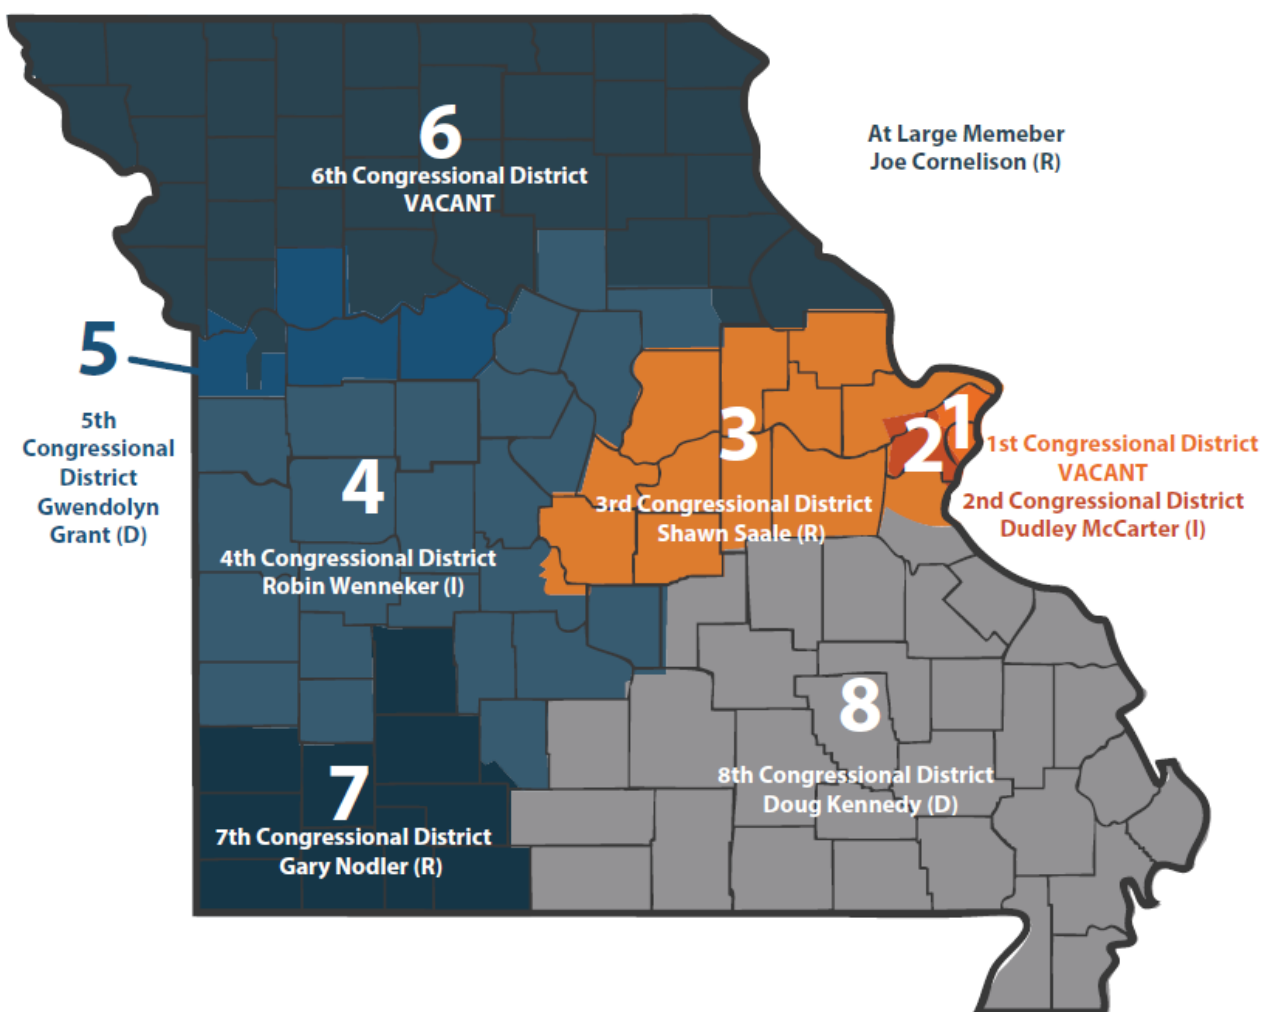 6
6th Congressional District
VACANT
At Large Memeber
Joe Cornelison (R)
5
5th
Congressional
District
Gwendolyn
Grant (D)
4
4th Congressional District
Robin Wenneker (I)
3
3rd Congressional District
Shawn Saale (R)
2
1
1st Congressional District
VACANT
2nd Congressional District
Dudley McCarter (I)
7
7th Congressional District
Gary Nodler (R)
8
8th Congressional District
Doug Kennedy (D)